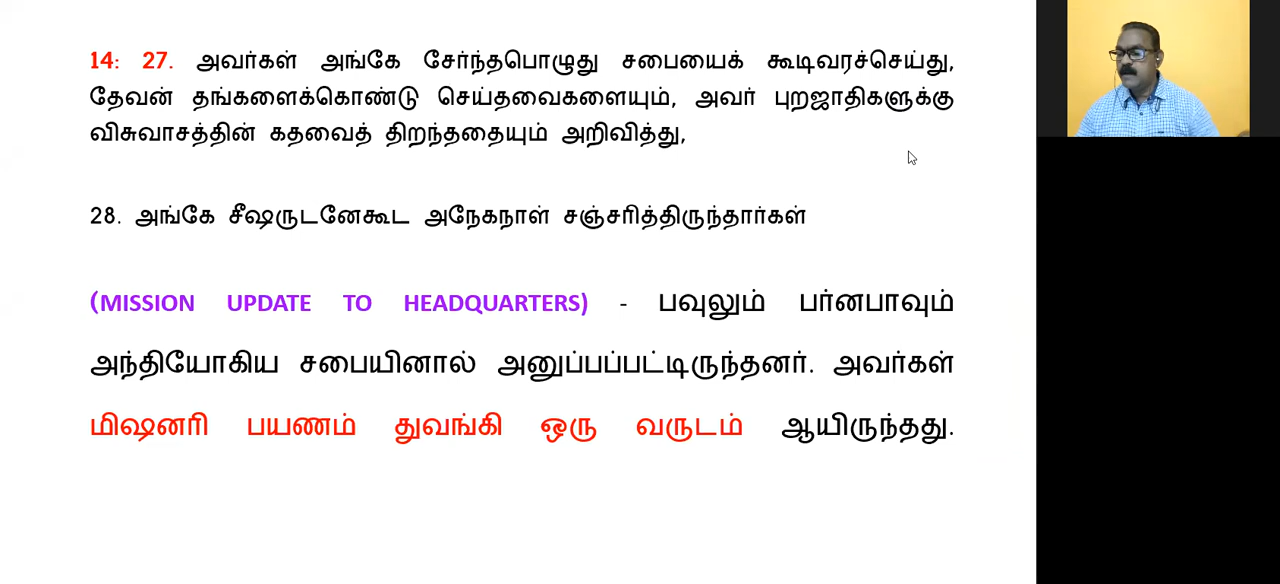 14: 27. அவர்கள் அங்கே சேர்ந்தபொழுது சபையைக் கூடிவரச்செய்து,
தேவன் தங்களைக்கொண்டு செய்தவைகளையும், அவர் புறஜாதிகளுக்கு
விசுவாசத்தின் கதவைத் திறந்ததையும் அறிவித்து,
28. அங்கே சீஷருடனேகூட அநேகநாள் சஞ்சரித்திருந்தார்கள்
(MISSION UPDATE TO HEADQUARTERS) - பவுலும் பர்னபாவும்
அந்தியோகிய சபையினால் அனுப்பப்பட்டிருந்தனர். அவர்கள்
மிஷனரி பயணம் துவங்கி ஒரு வருடம் ஆயிருந்தது.